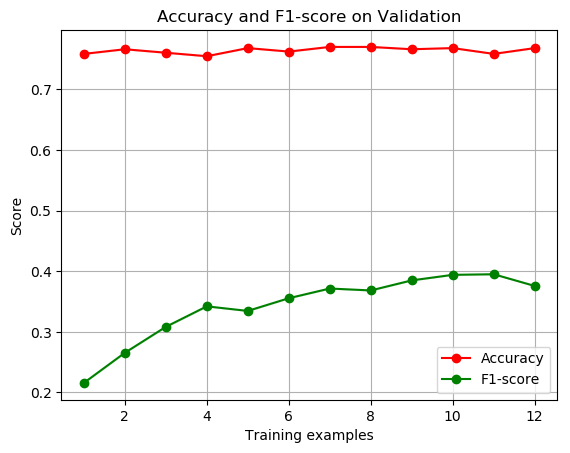 Accuracy and F1-score on Validation
Score
0.7
0.6
0.5
0.4
0.3
0.2
Accuracy
F1-score
2 4 6 8 10 12
Training examples